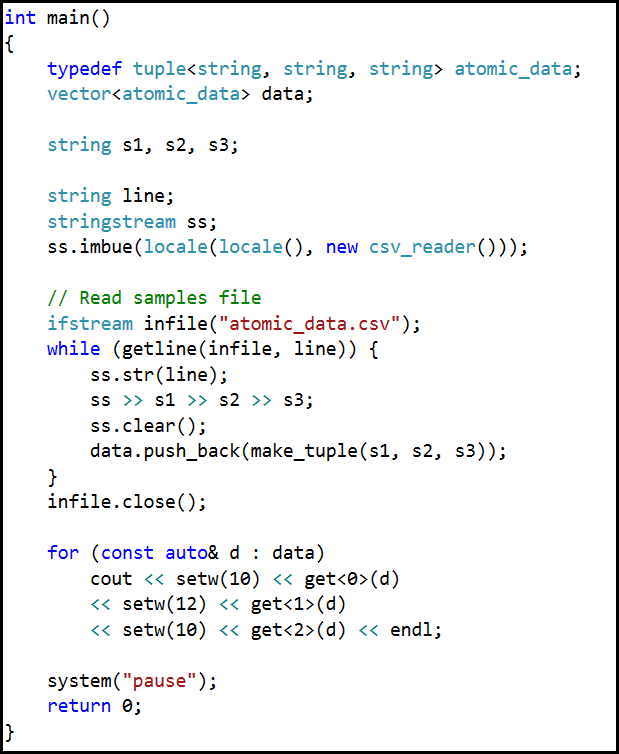 int main()
{
    typedef tuple<string, string, string> atomic_data;
    vector<atomic_data> data;

    string s1, s2, s3;

    string line;
    stringstream ss;
    ss.imbue(locale(locale(), new csv_reader()));

    // Read samples file
    ifstream infile("atomic_data.csv");
    while (getline(infile, line)) {
        ss.str(line);
        ss >> s1 >> s2 >> s3;
        ss.clear();
        data.push_back(make_tuple(s1, s2, s3));
    }
    infile.close();

    for (const auto& d : data)
        cout << setw(10) << get<0>(d)
        << setw(12) << get<1>(d)
        << setw(10) << get<2>(d) << endl;

    system("pause");
    return 0;
}